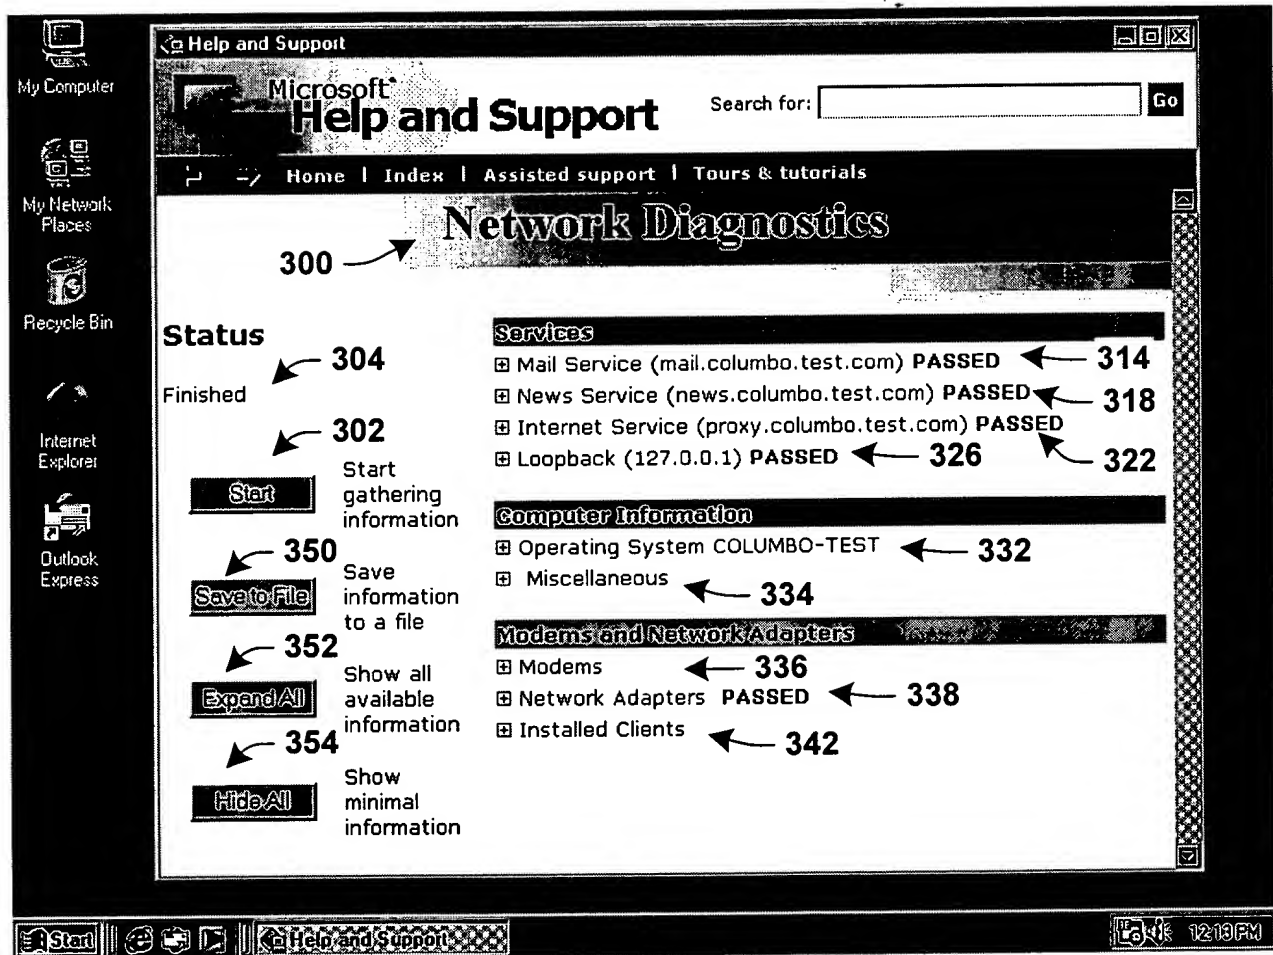 My Computer
My Network
Places
Recycle Bin
Internet
Explorer
Outlook
Express
Help and Support
Microsoft
Help and Support
Search for:
Go
Home | Index | Assisted support | Tours & tutorials
Network Diagnostics
300
Status
304
Finished
302
Start
Start
gathering
information
350
Save to File
Save
information
to a file
352
Expand All
Show all
available
information
354
Hide All
Show
minimal
information
Services
Mail Service (mail.columbo.test.com) PASSED
314
News Service (news.columbo.test.com) PASSED
318
Internet Service (proxy.columbo.test.com) PASSED
322
Loopback (127.0.0.1) PASSED
326
Computer Information
Operating System COLUMBO-TEST
332
Miscellaneous
334
Modems and Network Adapters
Modems
336
Network Adapters PASSED
338
Installed Clients
342
Start
Help and Support
12:13 PM